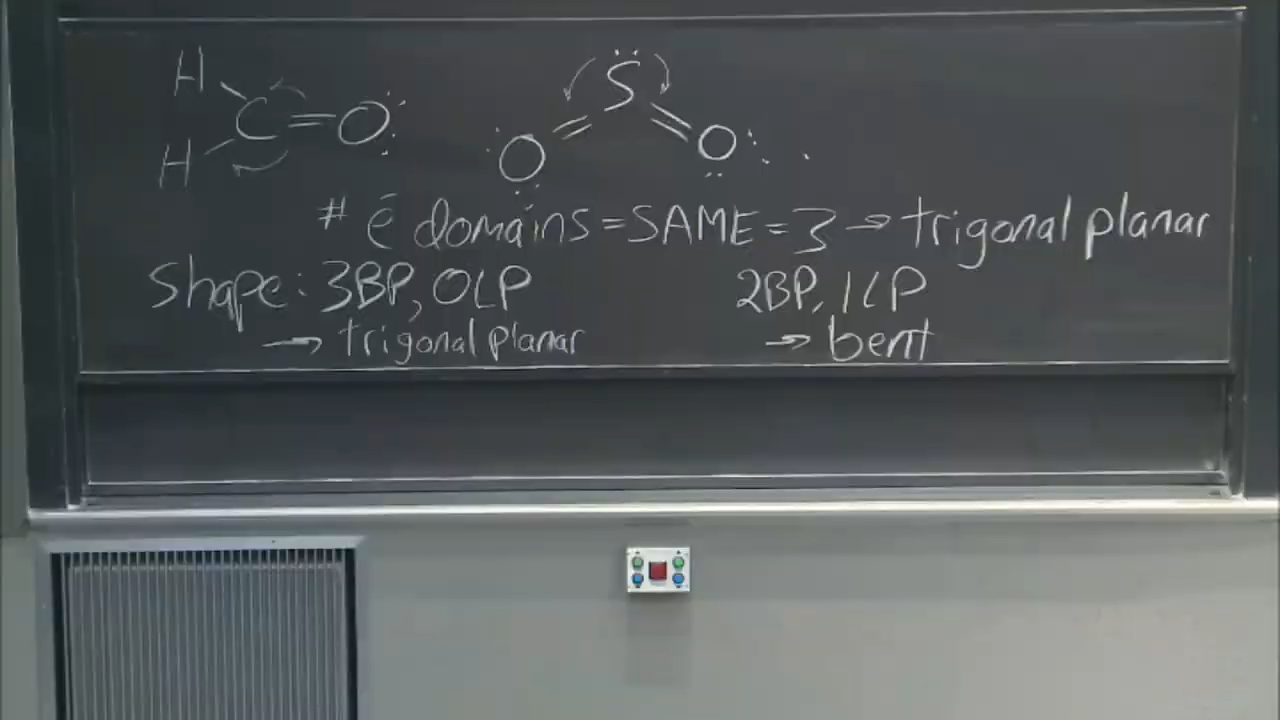 H
C=O
H
S
O O
# ē domains = SAME = 3 → trigonal planar
Shape: 3BP, 0LP
→ trigonal planar
2BP, 1LP
→ bent